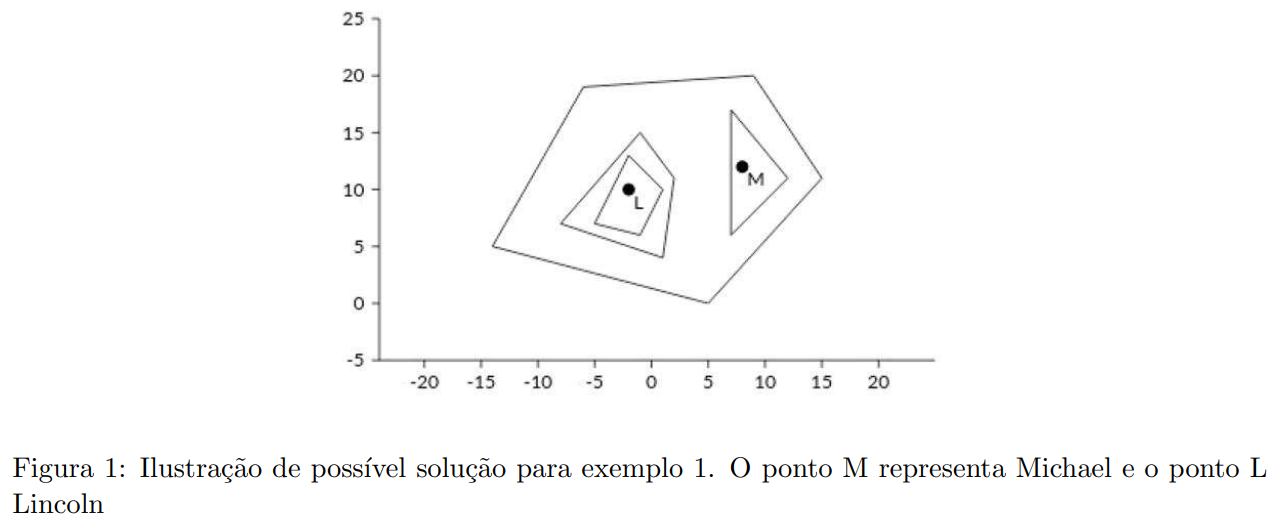 25
20
15
10
5
0
-5
M
L
-20 -15 -10 -5 0 5 10 15 20
Figura 1: Ilustração de possível solução para exemplo 1. O ponto M representa Michael e o ponto L
Lincoln